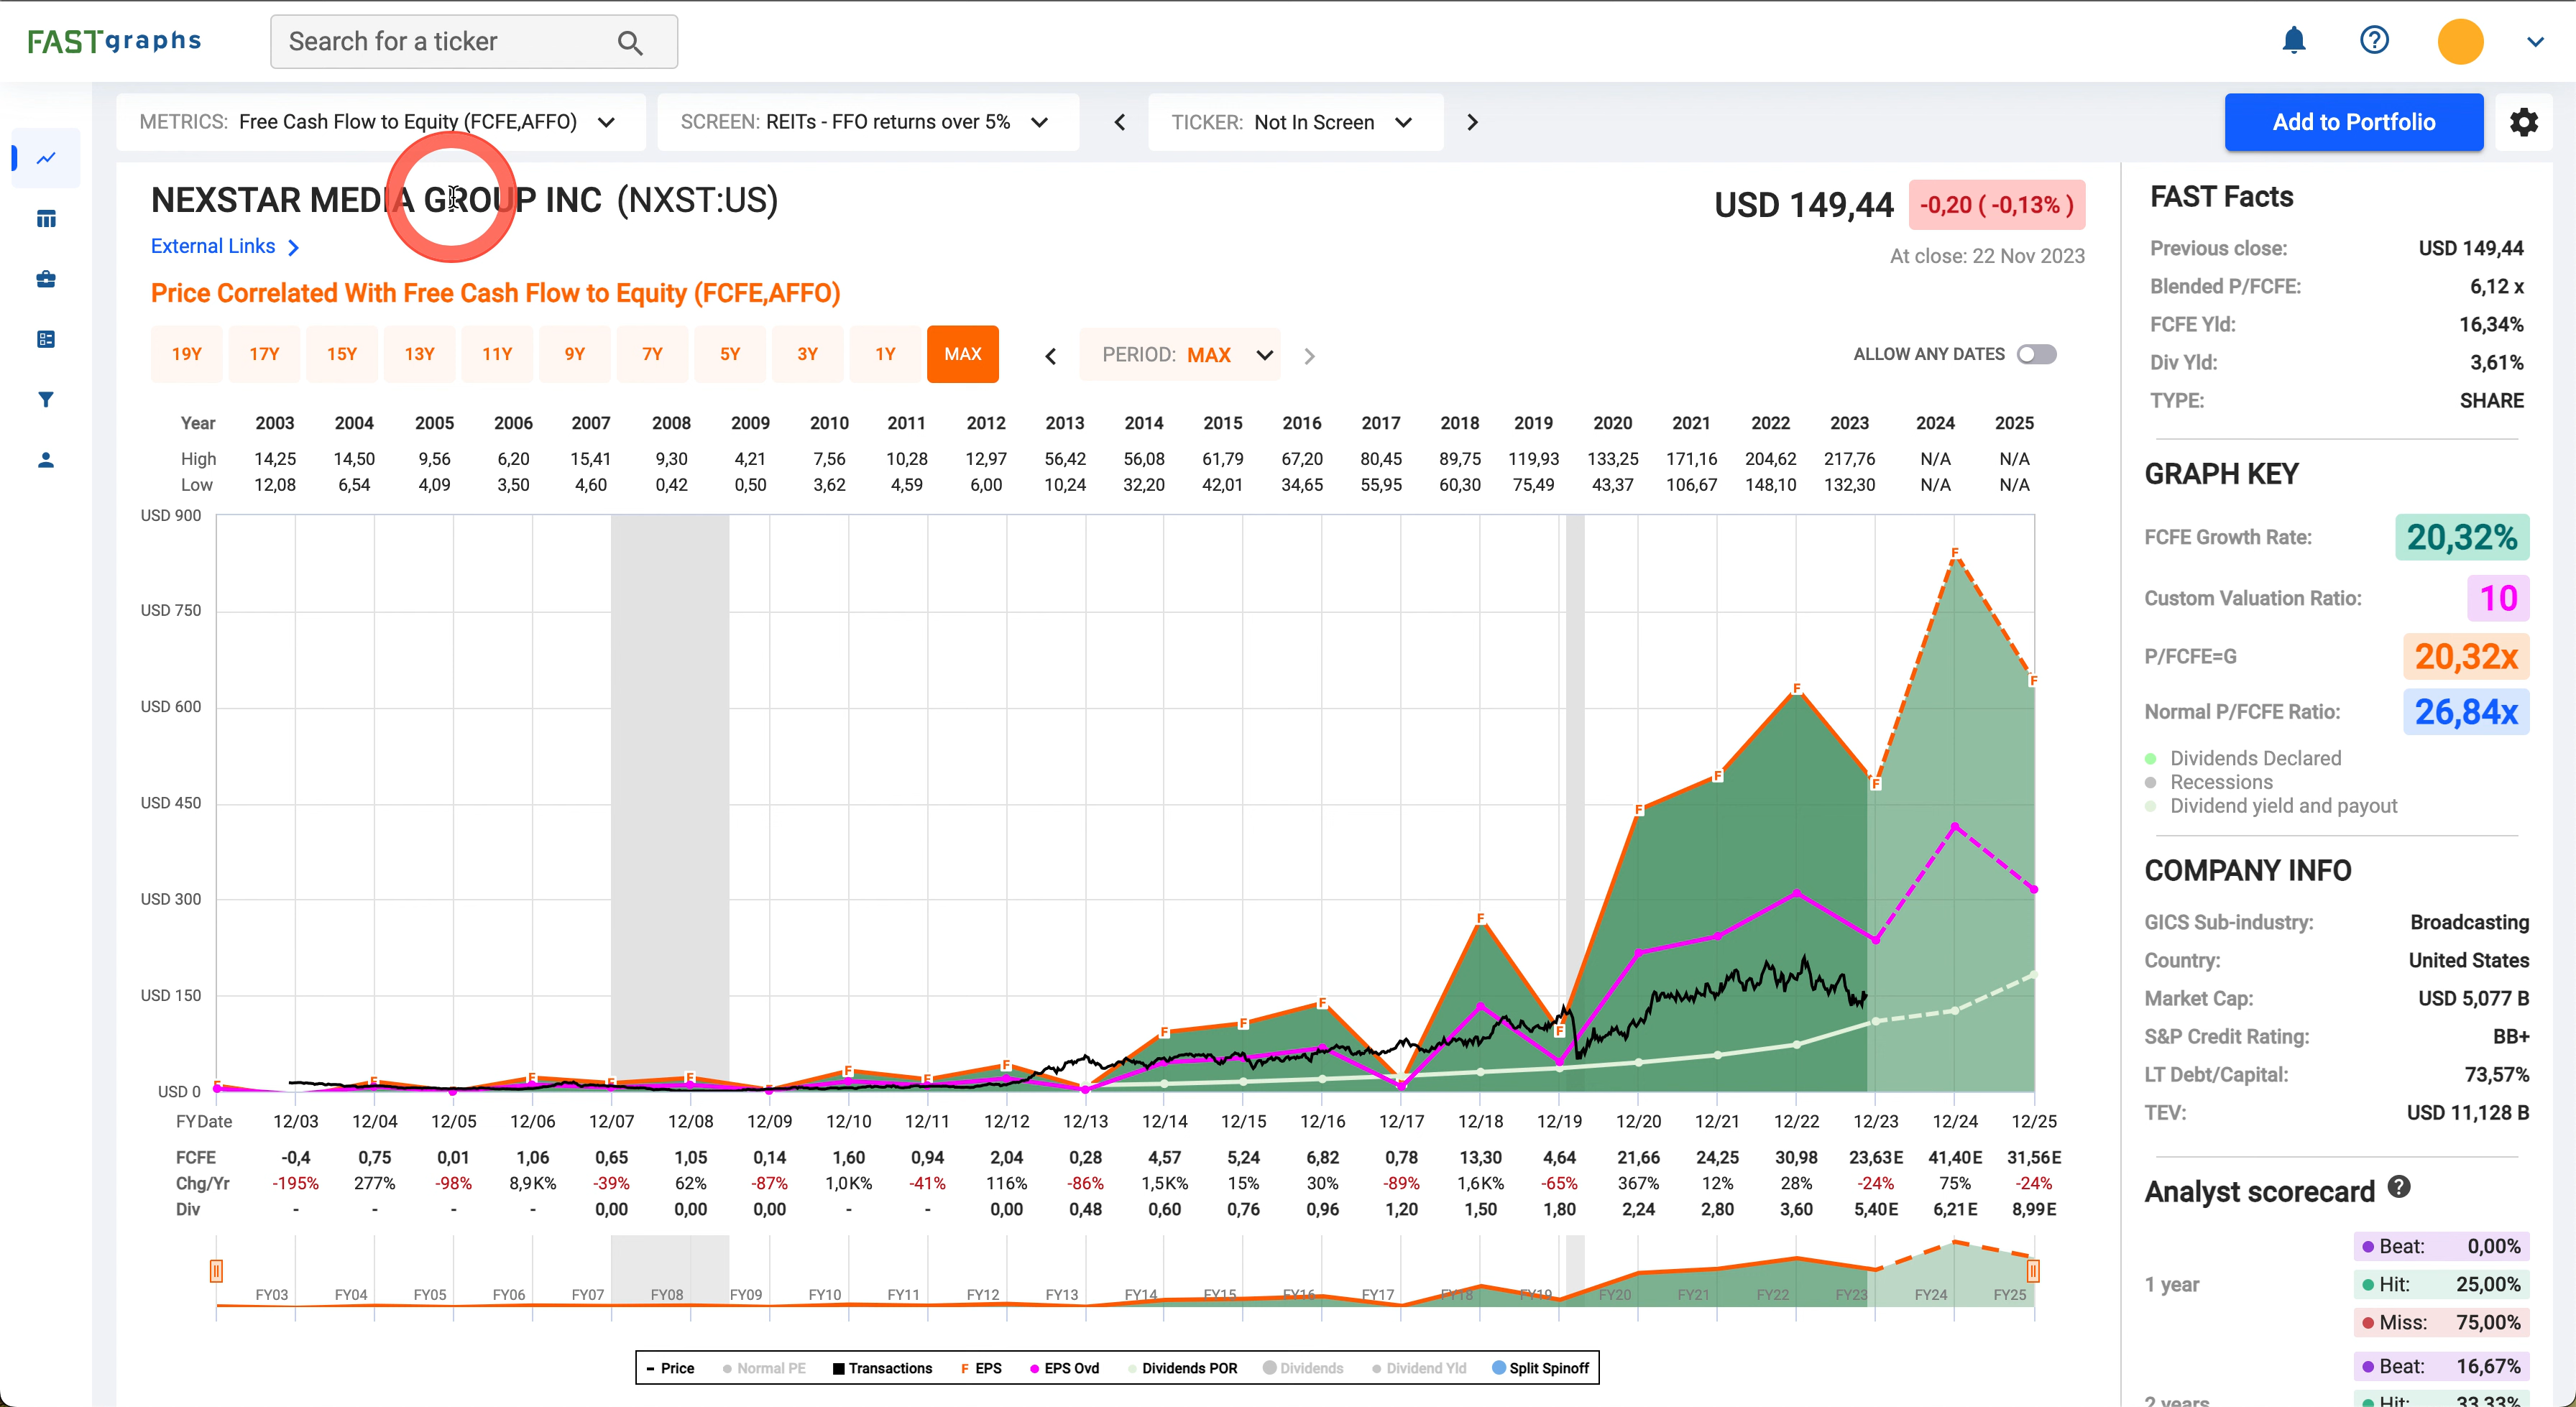 FASTgraphs
Search for a ticker
METRICS: Free Cash Flow to Equity (FCFE,AFFO)
SCREEN: REITs - FFO returns over 5%
TICKER: Not In Screen
Add to Portfolio
NEXSTAR MEDIA GROUP INC (NXST:US)
USD 149,44 -0,20 ( -0,13% )
External Links
At close: 22 Nov 2023
Price Correlated With Free Cash Flow to Equity (FCFE,AFFO)
19Y 17Y 15Y 13Y 11Y 9Y 7Y 5Y 3Y 1Y MAX
PERIOD: MAX
ALLOW ANY DATES
Year 2003 2004 2005 2006 2007 2008 2009 2010 2011 2012 2013 2014 2015 2016 2017 2018 2019 2020 2021 2022 2023 2024 2025
High 14,25 14,50 9,56 6,20 15,41 9,30 4,21 7,56 10,28 12,97 56,42 56,08 61,79 67,20 80,45 89,75 119,93 133,25 171,16 204,62 217,76 N/A N/A
Low 12,08 6,54 4,09 3,50 4,60 0,42 0,50 3,62 4,59 6,00 10,24 32,20 42,01 34,65 55,95 60,30 75,49 43,37 106,67 148,10 132,30 N/A N/A
USD 900
USD 750
USD 600
USD 450
USD 300
USD 150
USD 0
FYDate 12/03 12/04 12/05 12/06 12/07 12/08 12/09 12/10 12/11 12/12 12/13 12/14 12/15 12/16 12/17 12/18 12/19 12/20 12/21 12/22 12/23 12/24 12/25
FCFE -0,4 0,75 0,01 1,06 0,65 1,05 0,14 1,60 0,94 2,04 0,28 4,57 5,24 6,82 0,78 13,30 4,64 21,66 24,25 30,98 23,63E 41,40E 31,56E
Chg/Yr -195% 277% -98% 8,9K% -39% 62% -87% 1,0K% -41% 116% -86% 1,5K% 15% 30% -89% 1,6K% -65% 367% 12% 28% -24% 75% -24%
Div - - - - 0,00 0,00 0,00 - - 0,00 0,48 0,60 0,76 0,96 1,20 1,50 1,80 2,24 2,80 3,60 5,40E 6,21E 8,99E
FY03 FY04 FY05 FY06 FY07 FY08 FY09 FY10 FY11 FY12 FY13 FY14 FY15 FY16 FY17 FY18 FY19 FY20 FY21 FY22 FY23 FY24 FY25
Price Normal PE Transactions F EPS EPS Ovd Dividends POR Dividends Dividend Yld Split Spinoff
FAST Facts
Previous close: USD 149,44
Blended P/FCFE: 6,12 x
FCFE Yld: 16,34%
Div Yld: 3,61%
TYPE: SHARE
GRAPH KEY
FCFE Growth Rate: 20,32%
Custom Valuation Ratio: 10
P/FCFE=G 20,32x
Normal P/FCFE Ratio: 26,84x
Dividends Declared
Recessions
Dividend yield and payout
COMPANY INFO
GICS Sub-industry: Broadcasting
Country: United States
Market Cap: USD 5,077 B
S&P Credit Rating: BB+
LT Debt/Capital: 73,57%
TEV: USD 11,128 B
Analyst scorecard
Beat: 0,00%
1 year Hit: 25,00%
Miss: 75,00%
Beat: 16,67%
2 years Hit: 33,33%